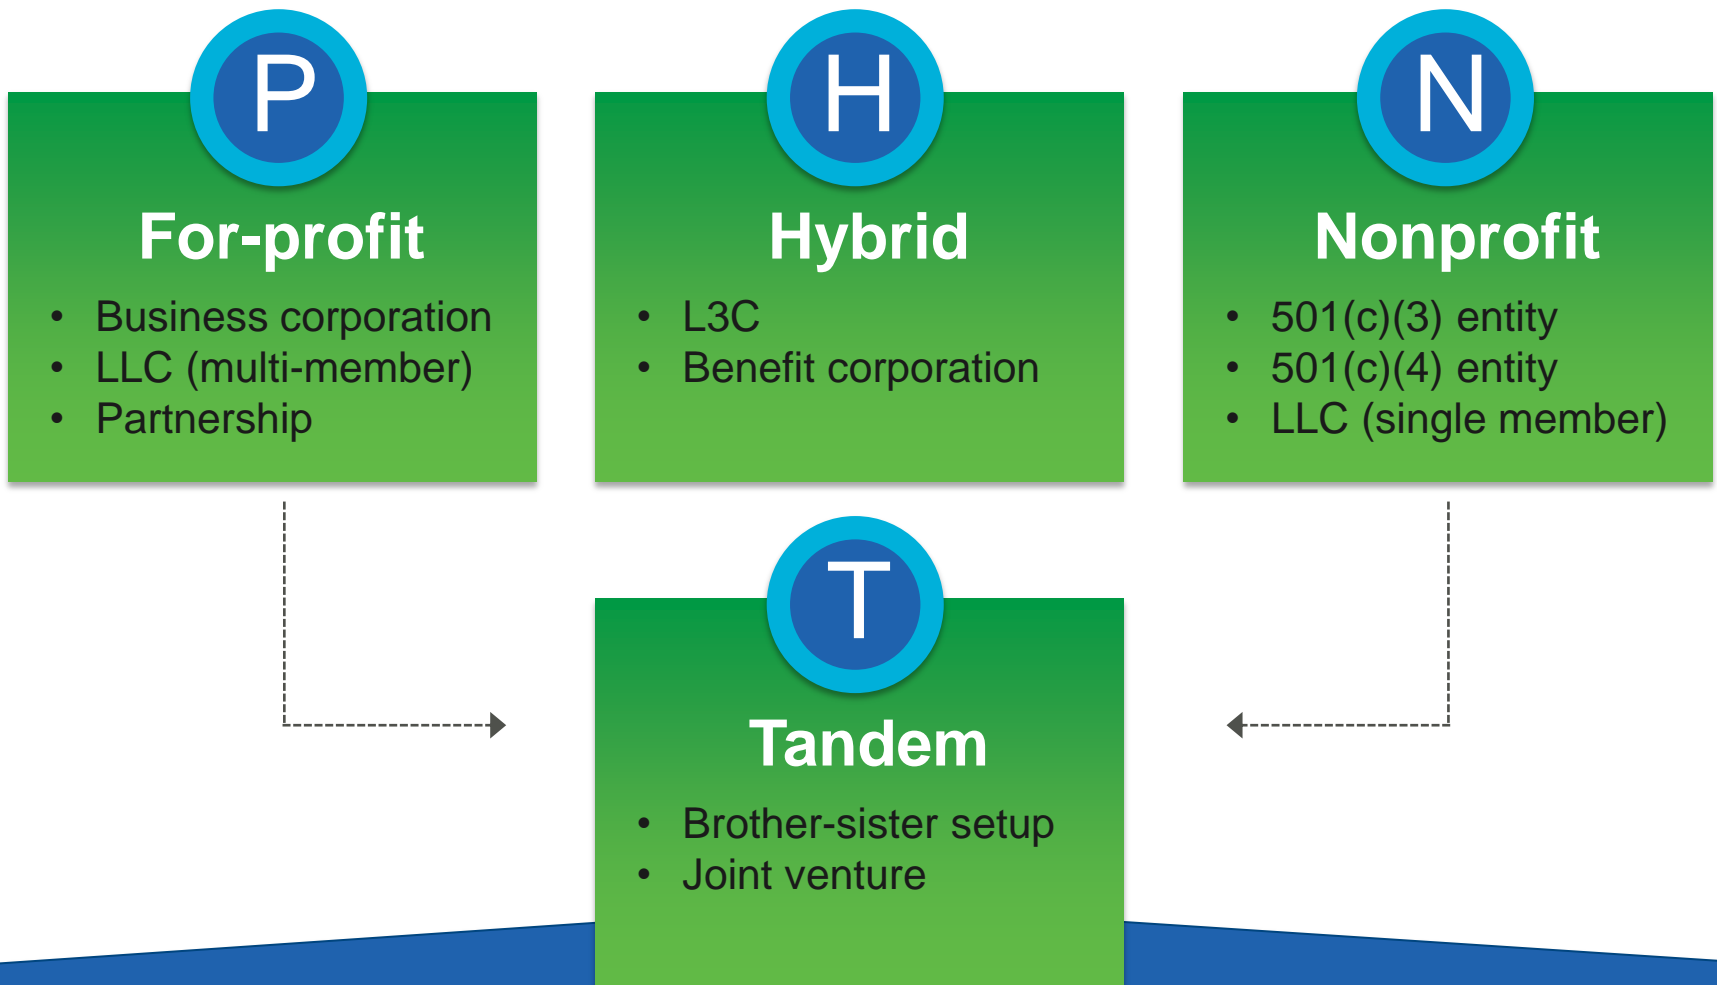 P
For-profit
• Business corporation
• LLC (multi-member)
• Partnership
H
Hybrid
• L3C
• Benefit corporation
N
Nonprofit
• 501(c)(3) entity
• 501(c)(4) entity
• LLC (single member)
T
Tandem
• Brother-sister setup
• Joint venture